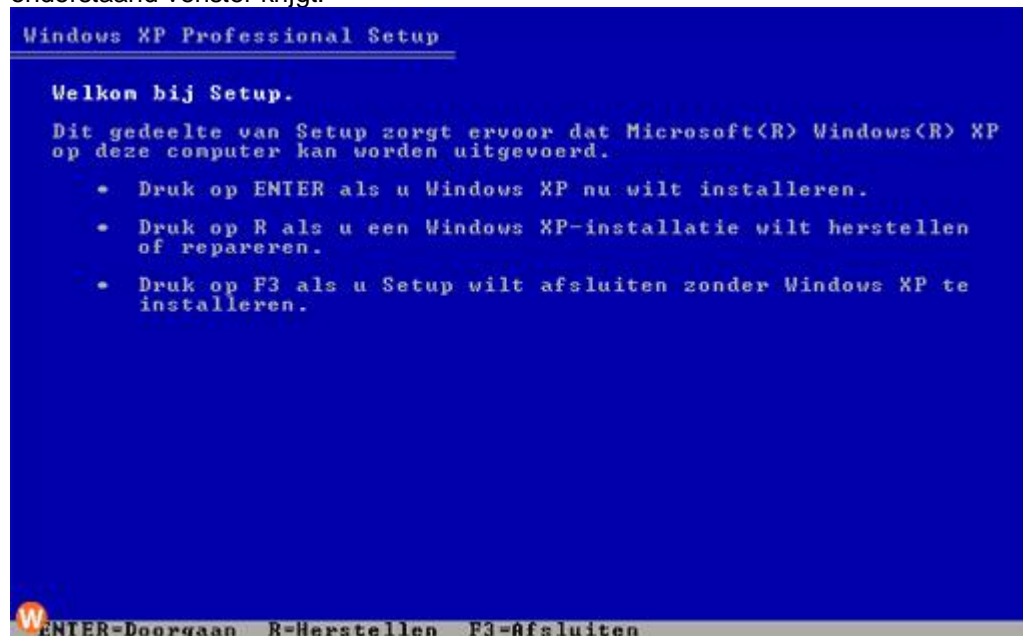 onderstaand venster krijgt.
Windows XP Professional Setup
Welkom bij Setup.
Dit gedeelte van Setup zorgt ervoor dat Microsoft(R) Windows(R) XP
op deze computer kan worden uitgevoerd.
• Druk op ENTER als u Windows XP nu wilt installeren.
• Druk op R als u een Windows XP-installatie wilt herstellen
of repareren.
• Druk op F3 als u Setup wilt afsluiten zonder Windows XP te
installeren.
W
ENTER=Doorgaan R=Herstellen F3=Afsluiten